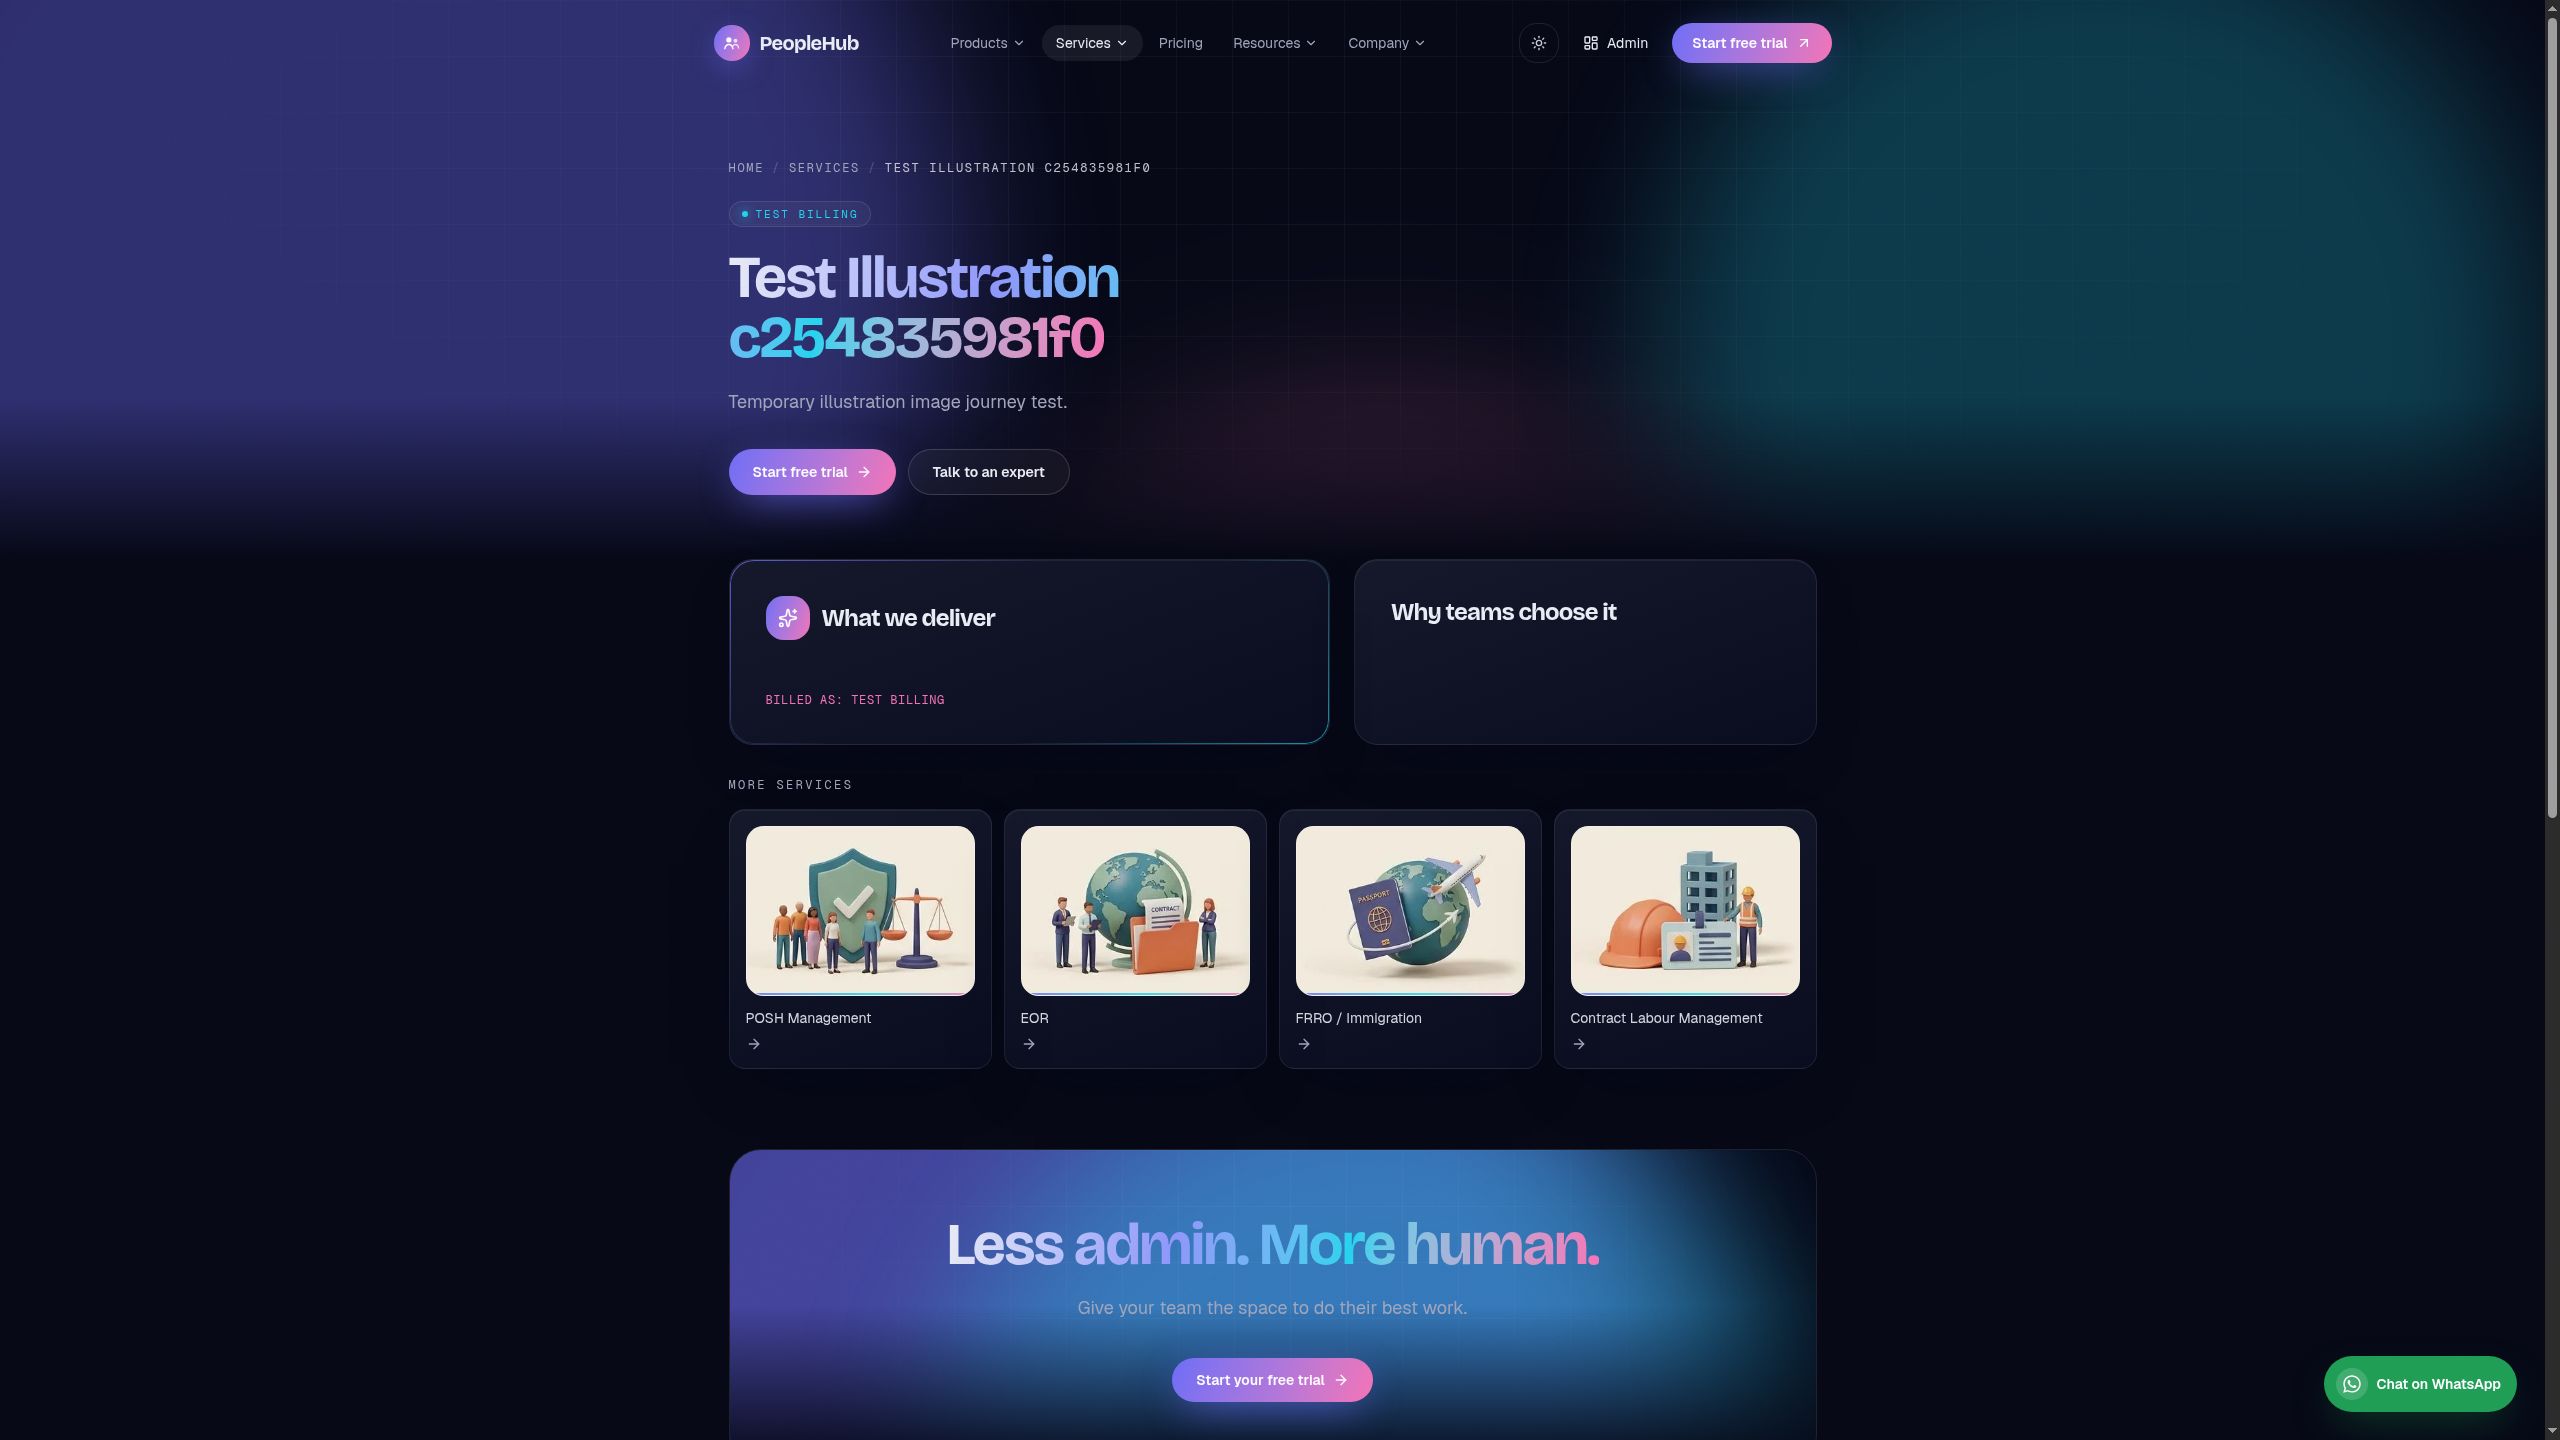 PeopleHub
Products
Services
Pricing
Resources
Company
Admin
Start free trial
HOME / SERVICES / TEST ILLUSTRATION C254835981F0
TEST BILLING
Test Illustration
c254835981f0
Temporary illustration image journey test.
Start free trial
Talk to an expert
What we deliver
BILLED AS: TEST BILLING
Why teams choose it
MORE SERVICES
POSH Management
CONTRACT
EOR
PASSPORT
FRRO / Immigration
Contract Labour Management
Less admin. More human.
Give your team the space to do their best work.
Start your free trial
Chat on WhatsApp